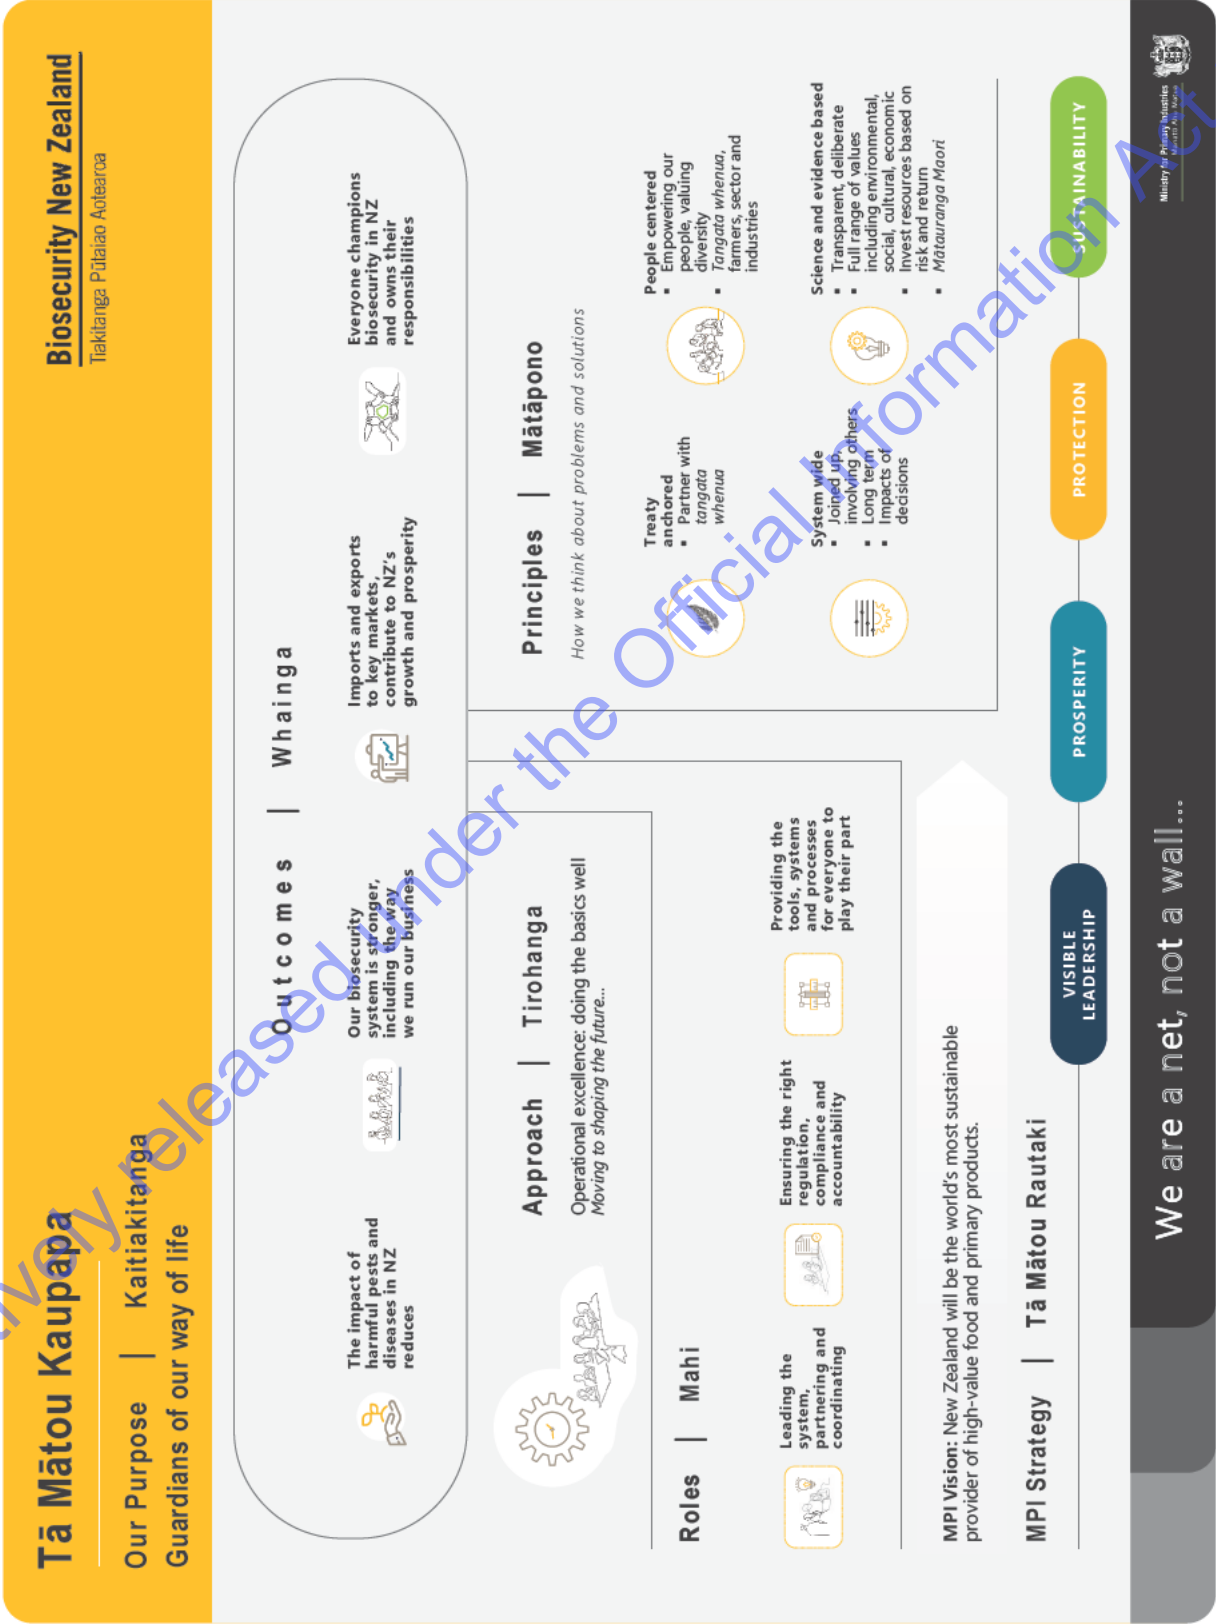 Tā Mātou Kaupapa
Our Purpose | Kaitiakitanga
Guardians of our way of life
Biosecurity New Zealand
Tiakitanga Pūtaiao Aotearoa
Outcomes | Whainga
The impact of
harmful pests and
diseases in NZ
reduces
Our biosecurity
system is stronger,
including the way
we run our business
Imports and exports
to key markets,
contribute to NZ's
growth and prosperity
Everyone champions
biosecurity in NZ
and owns their
responsibilities
Approach | Tirohanga
Operational excellence: doing the basics well
Moving to shaping the future...
Principles | Mātāpono
How we think about problems and solutions
Treaty
anchored
▪ Partner with
tangata
whenua
People centered
▪ Empowering our
people, valuing
diversity
▪ Tangata whenua,
farmers, sector and
industries
System wide
▪ Joined up,
involving others
▪ Long term
▪ Impacts of
decisions
Science and evidence based
▪ Transparent, deliberate
▪ Full range of values
including environmental,
social, cultural, economic
▪ Invest resources based on
risk and return
▪ Mātauranga Maori
Roles | Mahi
Leading the
system,
partnering and
coordinating
Ensuring the right
regulation,
compliance and
accountability
Providing the
tools, systems
and processes
for everyone to
play their part
MPI Vision: New Zealand will be the world's most sustainable
provider of high-value food and primary products.
MPI Strategy | Tā Mātou Rautaki
VISIBLE
LEADERSHIP
PROSPERITY
PROTECTION
SUSTAINABILITY
We are a net, not a wall...
Ministry for Primary Industries
Manatū Ahu Matua
released under the Official Information Act